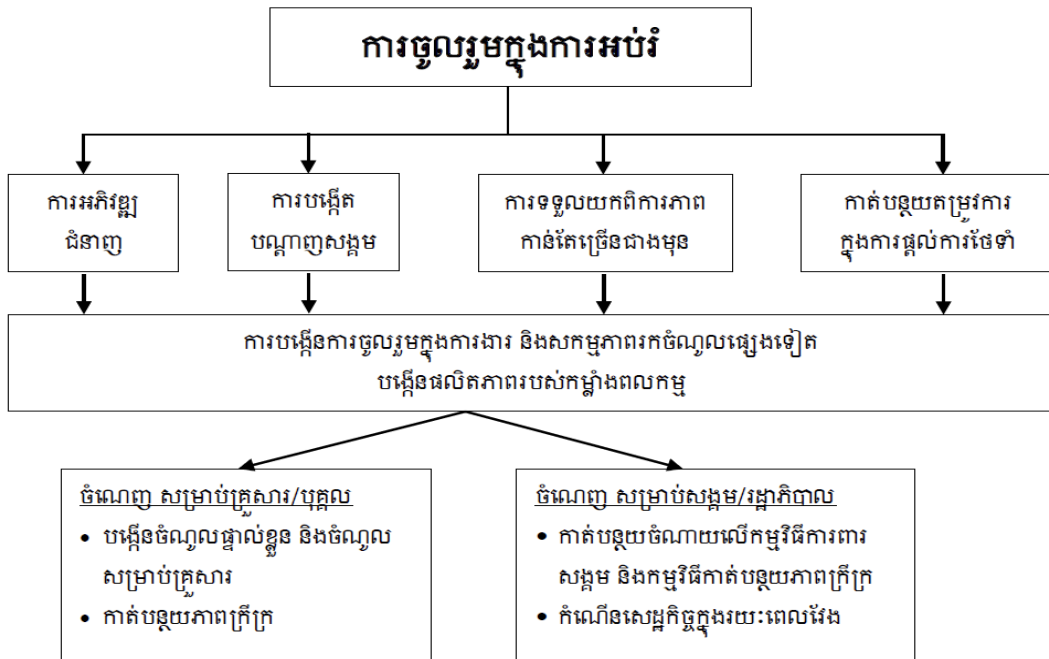 ការចូលរួមក្នុងការអប់រំ
ការអភិវឌ្ឍ
ជំនាញ
ការបង្កើត
បណ្តាញសង្គម
ការទទួលយកពិការភាព
កាន់តែច្រើនជាងមុន
កាត់បន្ថយតម្រូវការ
ក្នុងការផ្តល់ការថែទាំ
ការបង្កើនការចូលរួមក្នុងការងារ និងសកម្មភាពរកចំណូលផ្សេងទៀត
បង្កើនផលិតភាពរបស់កម្លាំងពលកម្ម
ចំណេញ សម្រាប់គ្រួសារ/បុគ្គល
• បង្កើនចំណូលផ្ទាល់ខ្លួន និងចំណូល
សម្រាប់គ្រួសារ
• កាត់បន្ថយភាពក្រីក្រ
ចំណេញ សម្រាប់សង្គម/រដ្ឋាភិបាល
• កាត់បន្ថយចំណាយលើកម្មវិធីការពារ
សង្គម និងកម្មវិធីកាត់បន្ថយភាពក្រីក្រ
• កំណើនសេដ្ឋកិច្ចក្នុងរយៈពេលវែង